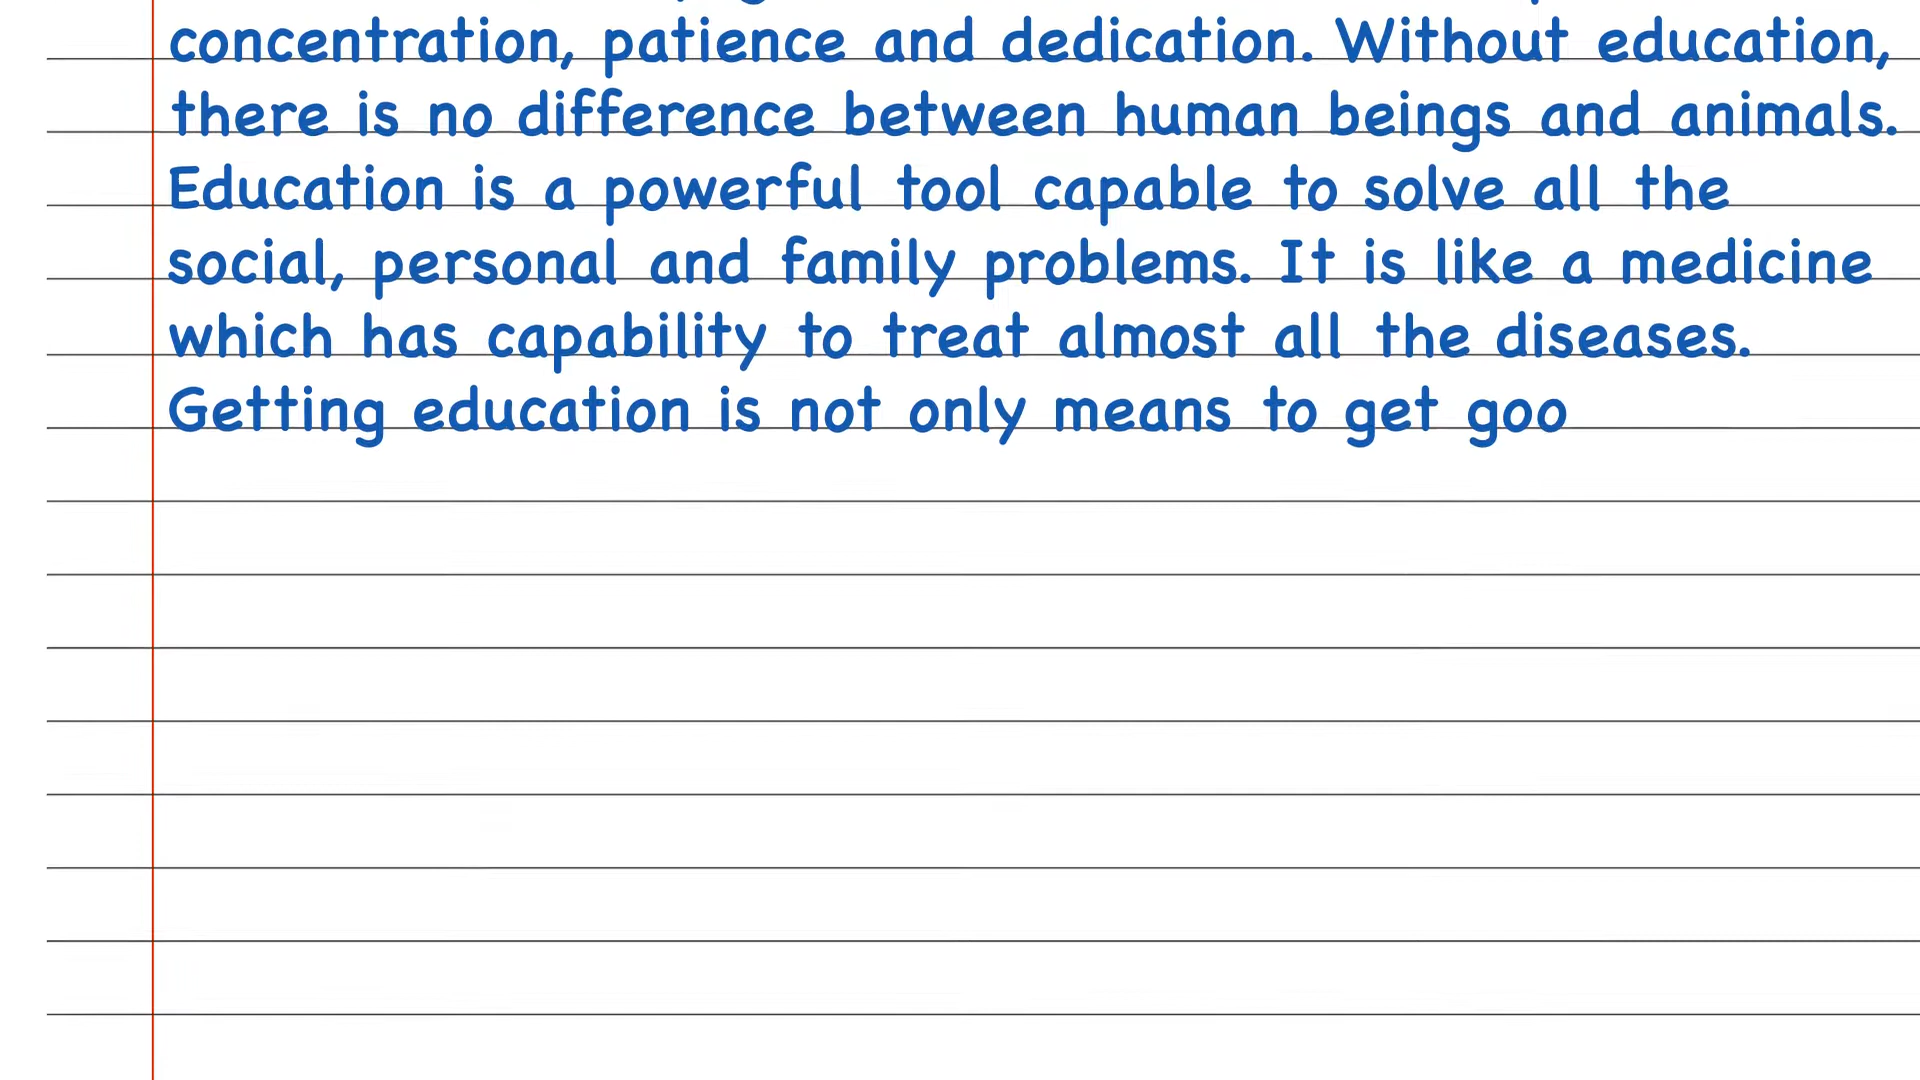 concentration, patience and dedication. Without education,
there is no difference between human beings and animals.
Education is a powerful tool capable to solve all the
social, personal and family problems. It is like a medicine
which has capability to treat almost all the diseases.
Getting education is not only means to get goo